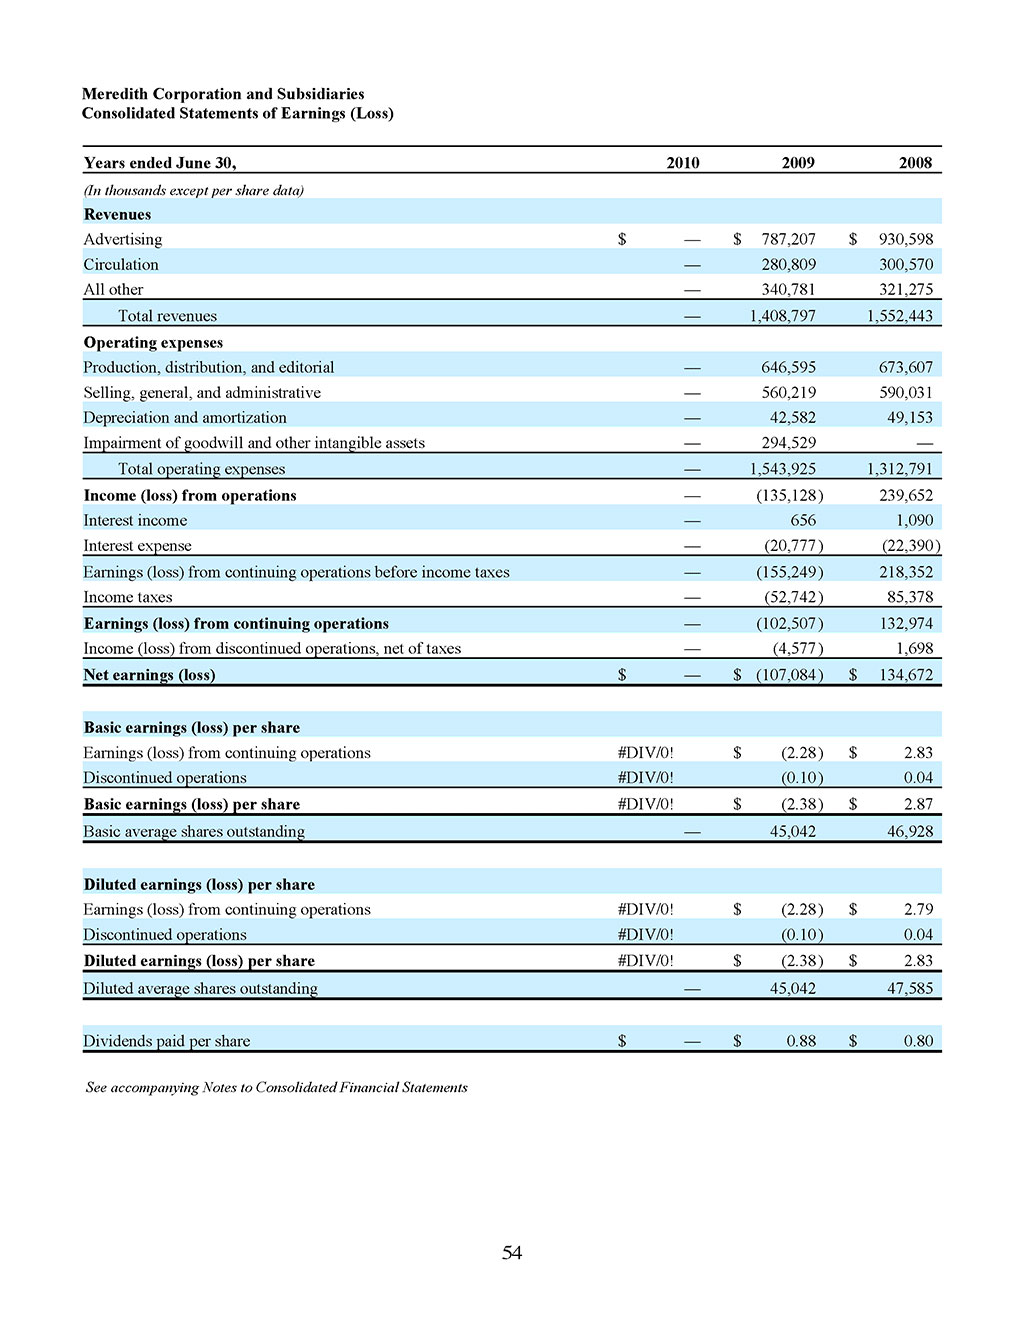 Meredith Corporation and Subsidiaries
Consolidated Statements of Earnings (Loss)
Years ended June 30, 2010 2009 2008
(In thousands except per share data)
Revenues
Advertising $ — $ 787,207 $ 930,598
Circulation — 280,809 300,570
All other — 340,781 321,275
Total revenues — 1,408,797 1,552,443
Operating expenses
Production, distribution, and editorial — 646,595 673,607
Selling, general, and administrative — 560,219 590,031
Depreciation and amortization — 42,582 49,153
Impairment of goodwill and other intangible assets — 294,529 —
Total operating expenses — 1,543,925 1,312,791
Income (loss) from operations — (135,128) 239,652
Interest income — 656 1,090
Interest expense — (20,777) (22,390)
Earnings (loss) from continuing operations before income taxes — (155,249) 218,352
Income taxes — (52,742) 85,378
Earnings (loss) from continuing operations — (102,507) 132,974
Income (loss) from discontinued operations, net of taxes — (4,577) 1,698
Net earnings (loss) $ — $ (107,084) $ 134,672
Basic earnings (loss) per share
Earnings (loss) from continuing operations #DIV/0! $ (2.28) $ 2.83
Discontinued operations #DIV/0! (0.10) 0.04
Basic earnings (loss) per share #DIV/0! $ (2.38) $ 2.87
Basic average shares outstanding — 45,042 46,928
Diluted earnings (loss) per share
Earnings (loss) from continuing operations #DIV/0! $ (2.28) $ 2.79
Discontinued operations #DIV/0! (0.10) 0.04
Diluted earnings (loss) per share #DIV/0! $ (2.38) $ 2.83
Diluted average shares outstanding — 45,042 47,585
Dividends paid per share $ — $ 0.88 $ 0.80
See accompanying Notes to Consolidated Financial Statements
54